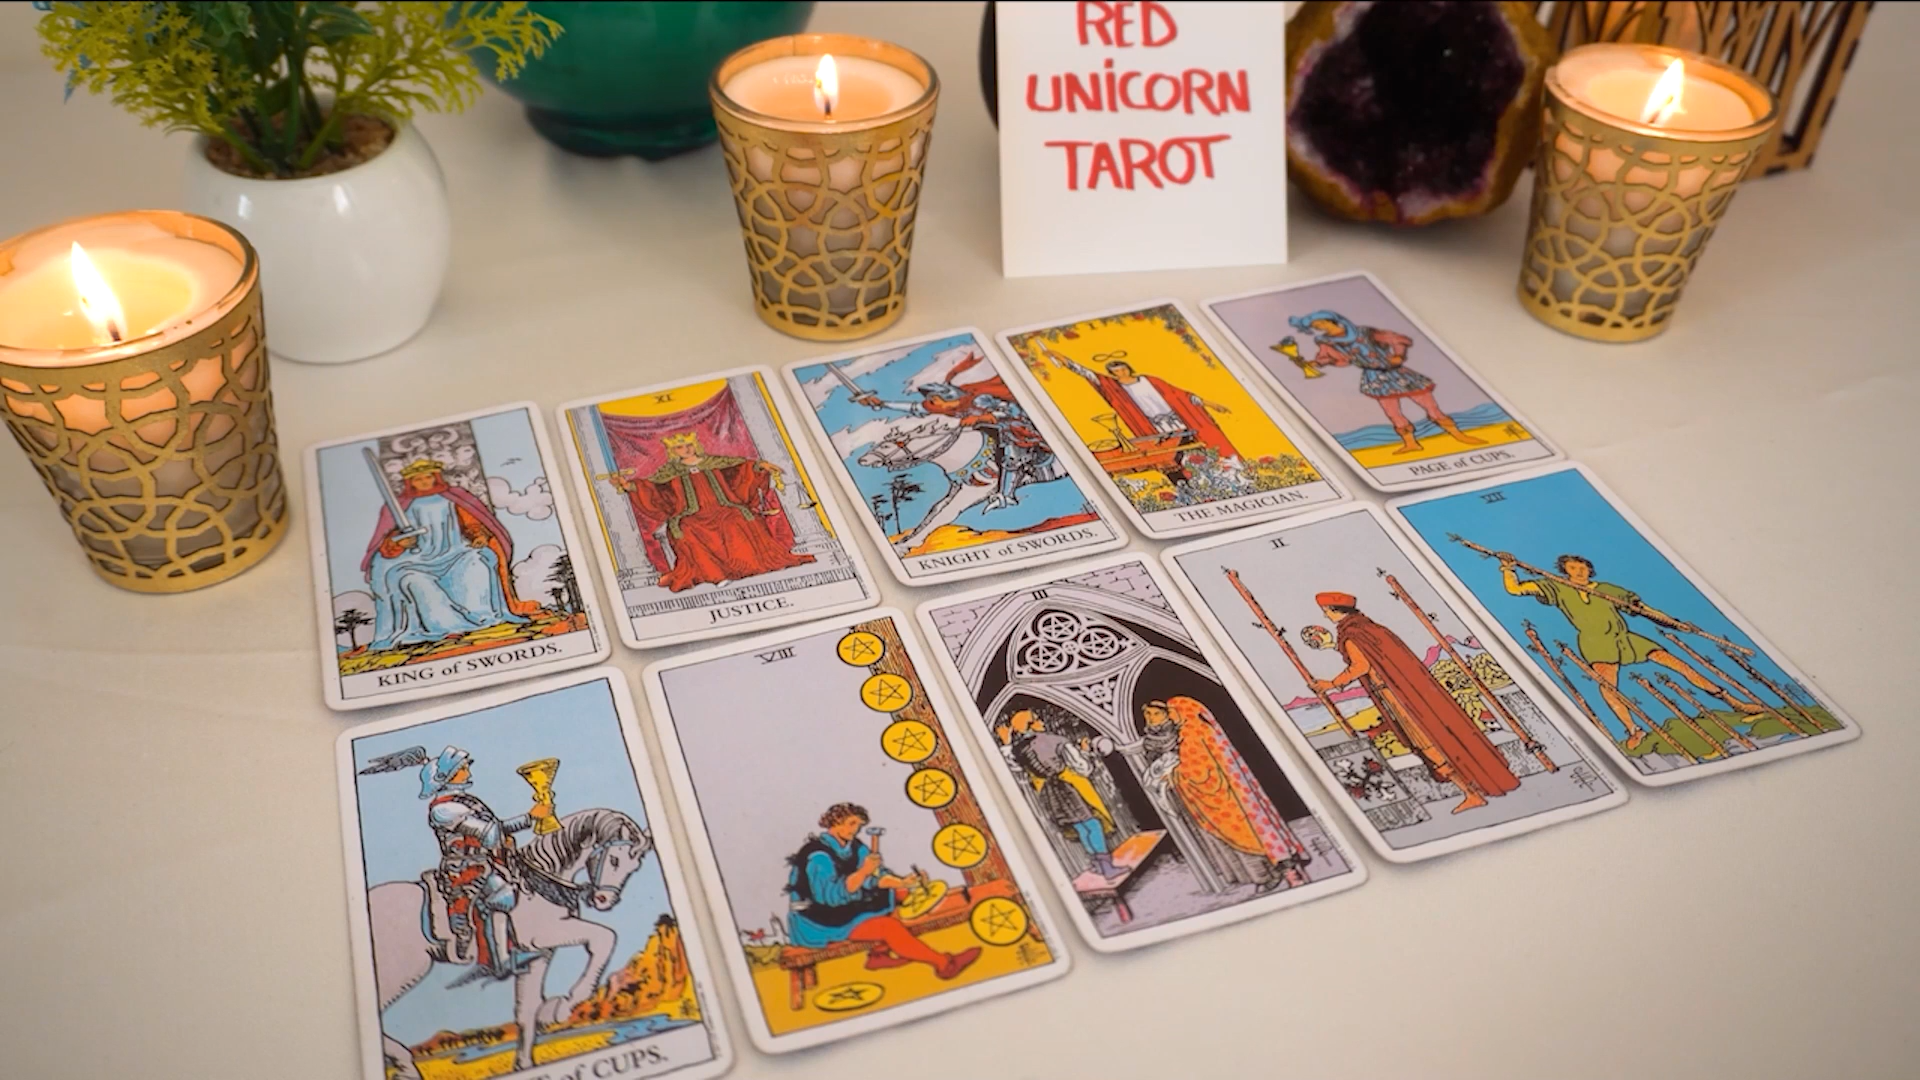 RED
UNICORN
TAROT
XI
VII
PAGE of CUPS.
THE MAGICIAN.
KNIGHT of SWORDS.
JUSTICE.
KING of SWORDS.
II
III
VIII
of CUPS.